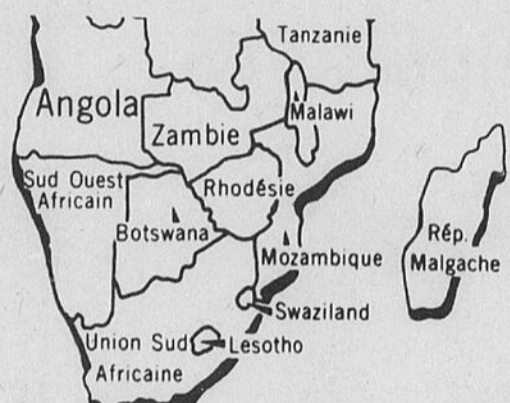 Tanzanie
Angola
Malawi
Zambie
Sud Ouest
Africain
Rhodésie
Botswana
Rép.
Malgache
Mozambique
Swaziland
Union Sud
Africaine
Lesotho